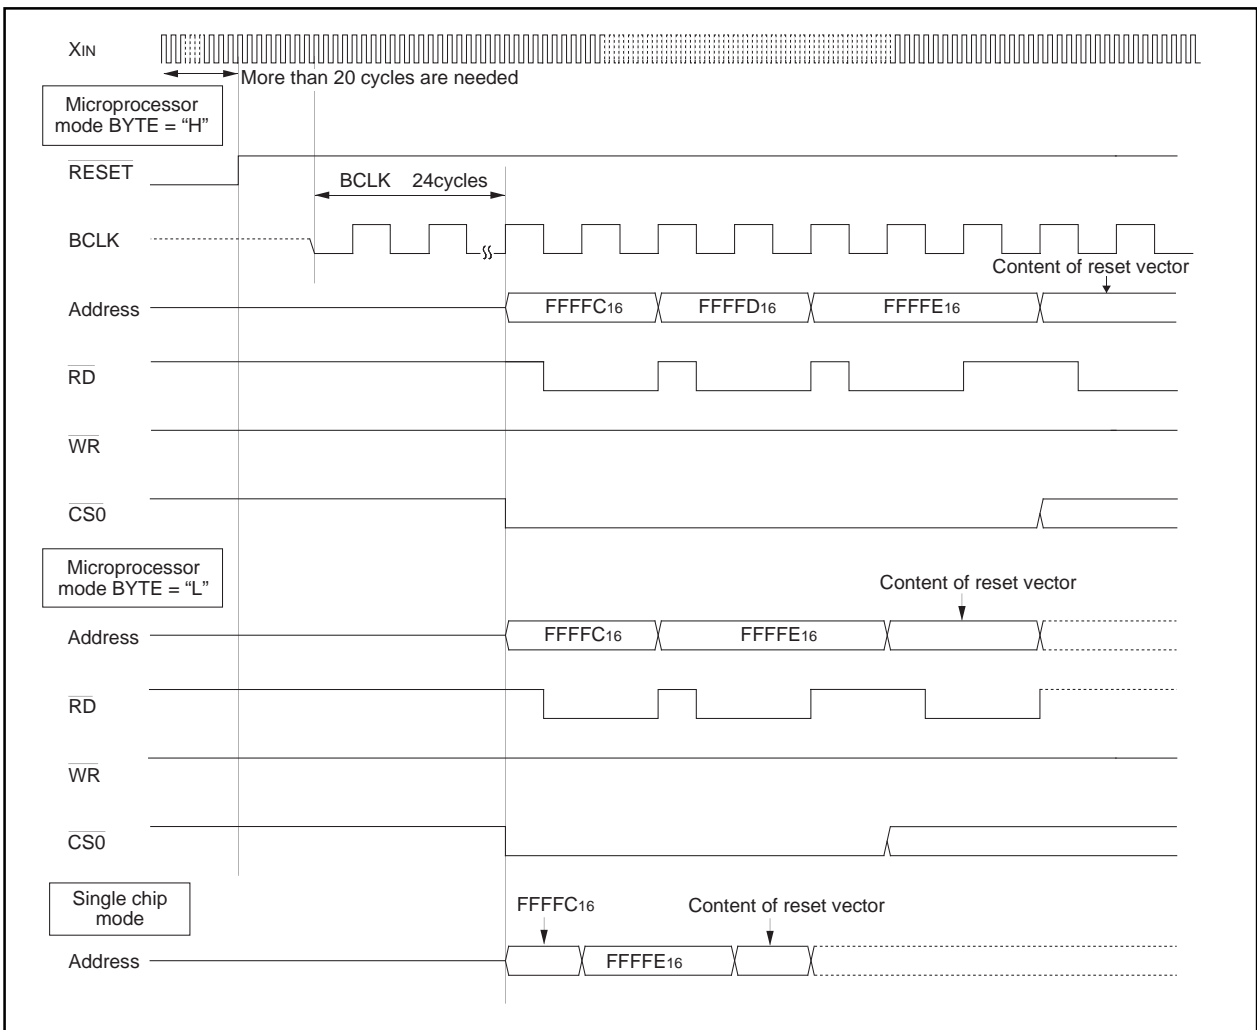 XIN
More than 20 cycles are needed
Microprocessor
mode BYTE = “H”
RESET
BCLK 24cycles
BCLK
Content of reset vector
Address FFFFC16 FFFFD16 FFFFE16
RD
WR
CS0
Microprocessor
mode BYTE = “L”
Content of reset vector
Address FFFFC16 FFFFE16
RD
WR
CS0
Single chip
mode
FFFFC16 Content of reset vector
Address FFFFE16